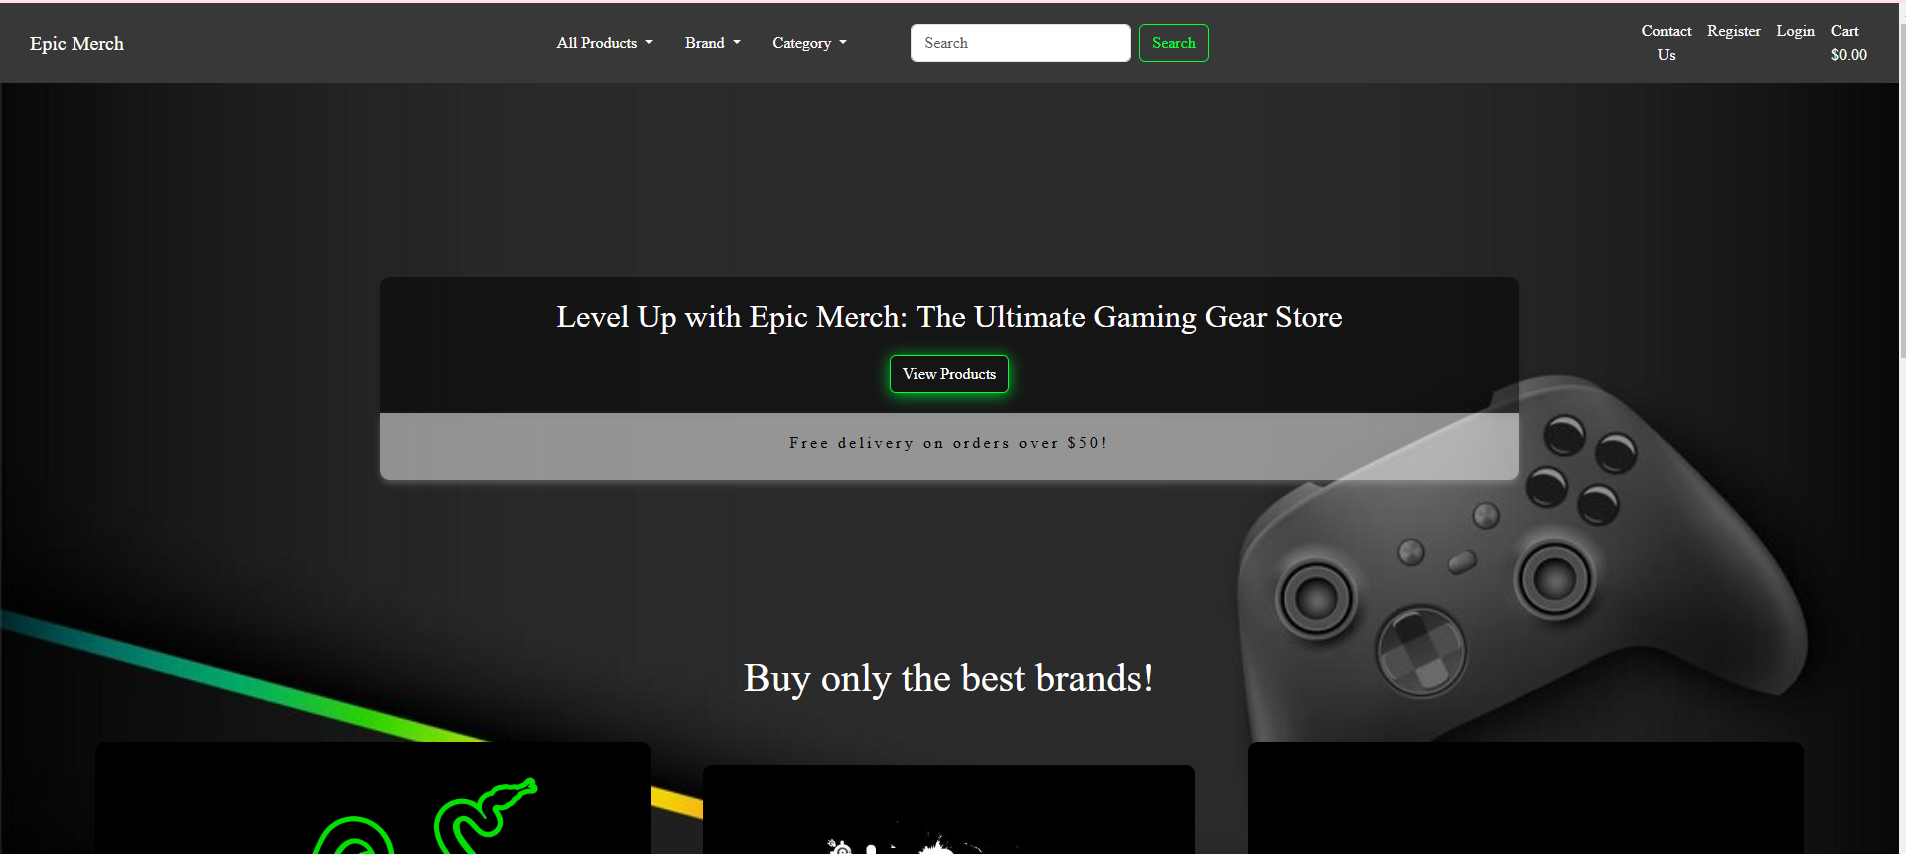 Epic Merch
All Products
Brand
Category
Search
Search
Contact
Us
Register
Login
Cart
$0.00
Level Up with Epic Merch: The Ultimate Gaming Gear Store
View Products
Free delivery on orders over $50!
Buy only the best brands!